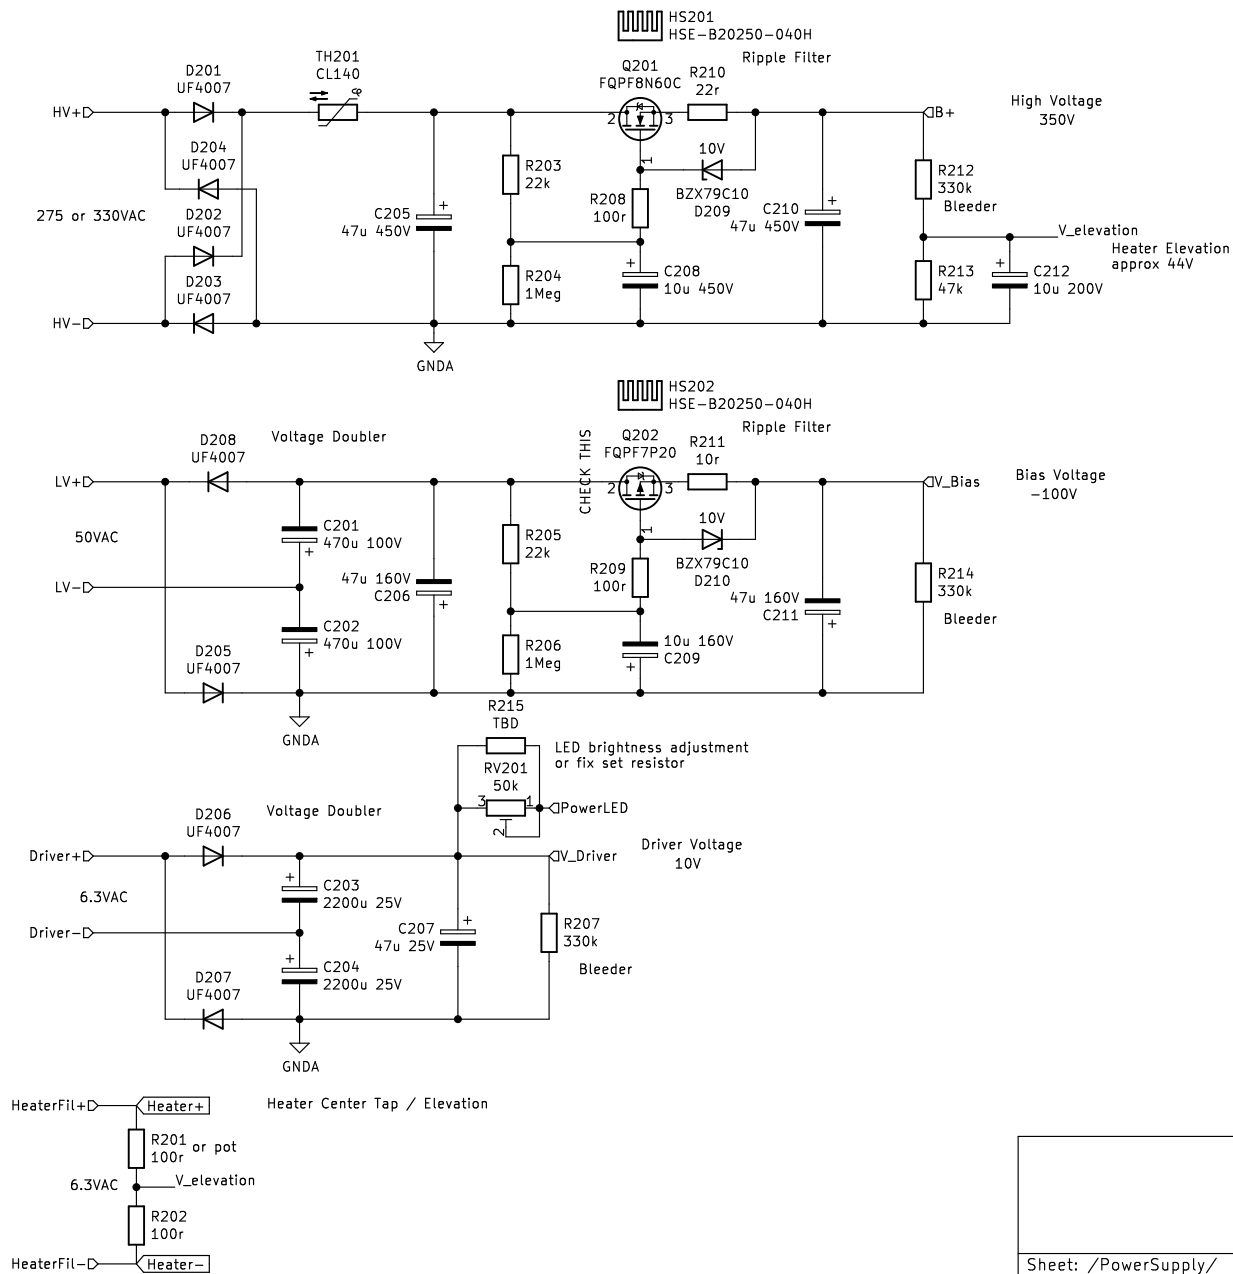 HS201
HSE-B20250-040H
Ripple Filter
TH201
CL140
D201
UF4007
Q201
FQPF8N60C
R210
22r
HV+
2
3
1
B+
High Voltage
350V
D204
UF4007
10V
BZX79C10
D209
R203
22k
R208
100r
R212
330k
Bleeder
275 or 330VAC
D202
UF4007
C205
47u 450V
+
C210
47u 450V
+
V_elevation
Heater Elevation
approx 44V
D203
UF4007
R204
1Meg
+
C208
10u 450V
R213
47k
+
C212
10u 200V
HV-
GNDA
HS202
HSE-B20250-040H
Ripple Filter
D208
UF4007
Voltage Doubler
CHECK THIS
Q202
FQPF7P20
R211
10r
LV+
2
3
1
V_Bias
Bias Voltage
-100V
50VAC
C201
470u 100V
+
R205
22k
10V
BZX79C10
D210
LV-
47u 160V
C206
+
R209
100r
47u 160V
C211
+
R214
330k
Bleeder
C202
470u 100V
+
R206
1Meg
10u 160V
C209
+
D205
UF4007
GNDA
R215
TBD
LED brightness adjustment
or fix set resistor
RV201
50k
3
1
2
PowerLED
D206
UF4007
Voltage Doubler
Driver+
V_Driver
Driver Voltage
10V
6.3VAC
+
C203
2200u 25V
Driver-
C207
47u 25V
+
R207
330k
Bleeder
+
C204
2200u 25V
D207
UF4007
GNDA
HeaterFil+
Heater+
Heater Center Tap / Elevation
R201
100r
or pot
6.3VAC
V_elevation
R202
100r
HeaterFil-
Heater-
Sheet: /PowerSupply/